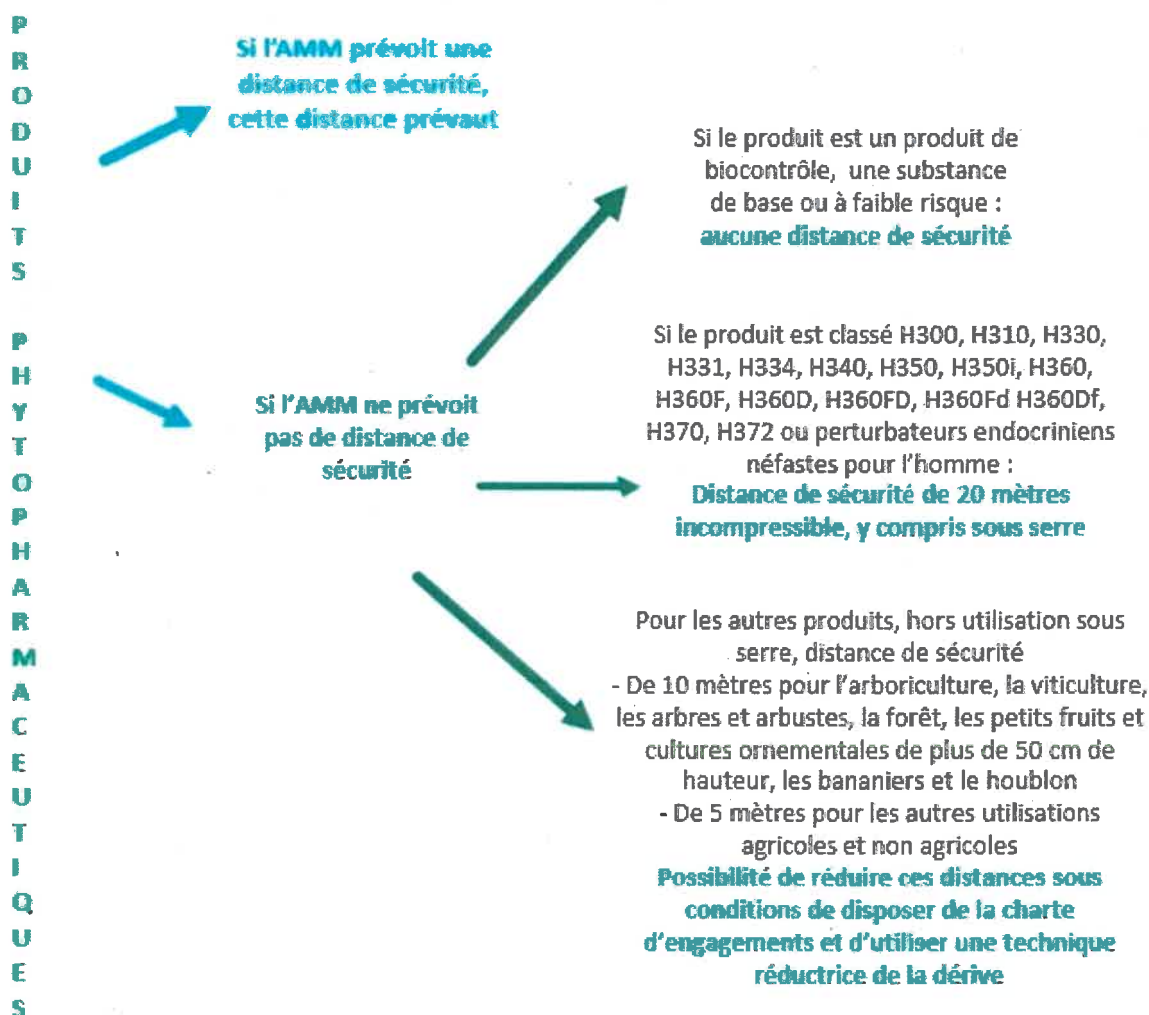 PRODUITS PHYTOPHARMACEUTIQUES
Si l'AMM prévoit une
distance de sécurité,
cette distance prévaut
Si le produit est un produit de
biocontrôle, une substance
de base ou à faible risque :
aucune distance de sécurité
Si l'AMM ne prévoit
pas de distance de
sécurité
Si le produit est classé H300, H310, H330,
H331, H334, H340, H350, H350i, H360,
H360F, H360D, H360FD, H360Fd H360Df,
H370, H372 ou perturbateurs endocriniens
néfastes pour l'homme :
Distance de sécurité de 20 mètres
incompressible, y compris sous serre
Pour les autres produits, hors utilisation sous
serre, distance de sécurité
- De 10 mètres pour l'arboriculture, la viticulture,
les arbres et arbustes, la forêt, les petits fruits et
cultures ornementales de plus de 50 cm de
hauteur, les bananiers et le houblon
- De 5 mètres pour les autres utilisations
agricoles et non agricoles
Possibilité de réduire ces distances sous
conditions de disposer de la charte
d'engagements et d'utiliser une technique
réductrice de la dérive